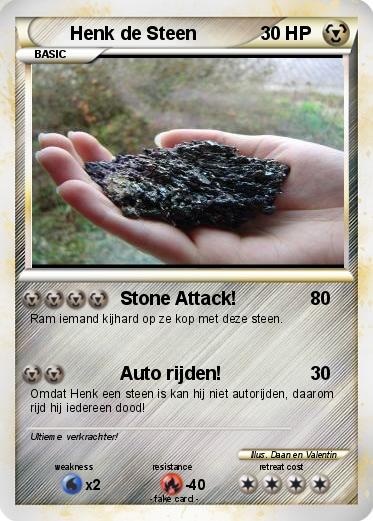 Henk de Steen 30 HP
BASIC
Stone Attack! 80
Ram iemand kijhard op ze kop met deze steen.
Auto rijden! 30
Omdat Henk een steen is kan hij niet autorijden, daarom
rijd hij iedereen dood!
Ultieme verkrachter!
Illus. Daan en Valentin
weakness resistance retreat cost
x2 -40
- fake card -